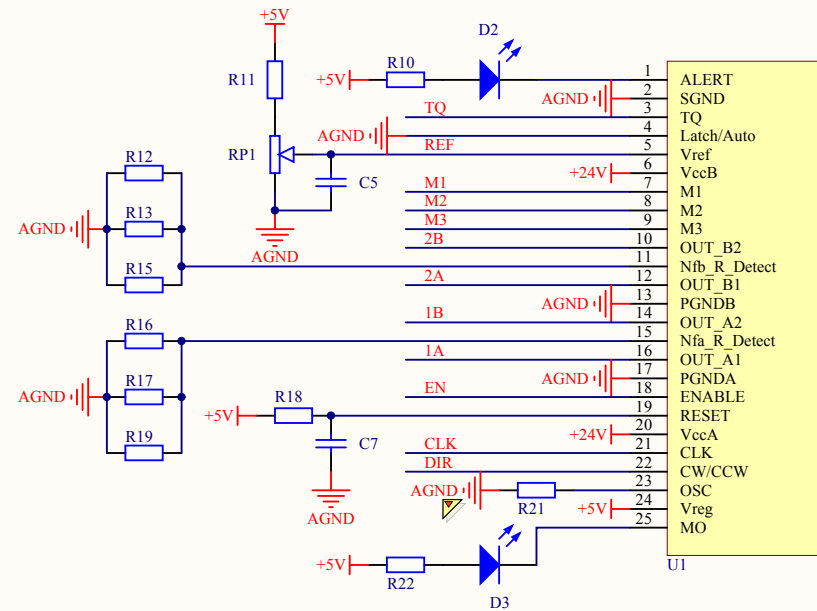 +5V
D2
R11
+5V
R10
1
ALERT
AGND
2
SGND
TQ
3
TQ
AGND
4
Latch/Auto
RP1
REF
5
Vref
R12
+24V
6
VccB
C5
M1
7
M1
M2
8
M2
R13
M3
9
M3
AGND
2B
10
OUT_B2
AGND
11
Nfb_R_Detect
R15
2A
12
OUT_B1
AGND
13
PGNDB
1B
14
OUT_A2
R16
15
Nfa_R_Detect
1A
16
OUT_A1
R17
AGND
17
PGNDA
AGND
R18
EN
18
ENABLE
+5V
19
RESET
R19
C7
+24V
20
VccA
CLK
21
CLK
DIR
22
CW/CCW
AGND
R21
23
OSC
AGND
+5V
24
Vreg
25
MO
+5V
R22
D3
U1